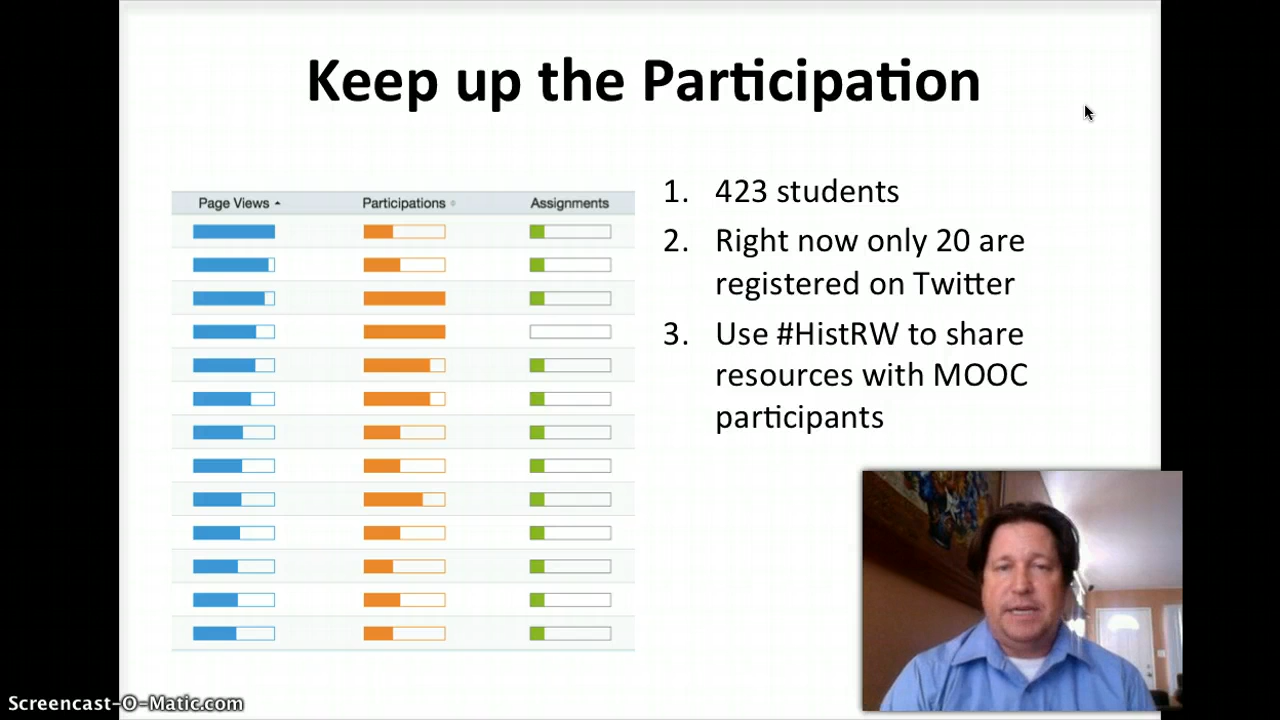 Keep up the Participation
Page Views
Participations
Assignments
1. 423 students
2. Right now only 20 are
registered on Twitter
3. Use #HistRW to share
resources with MOOC
participants
Screencast-O-Matic.com